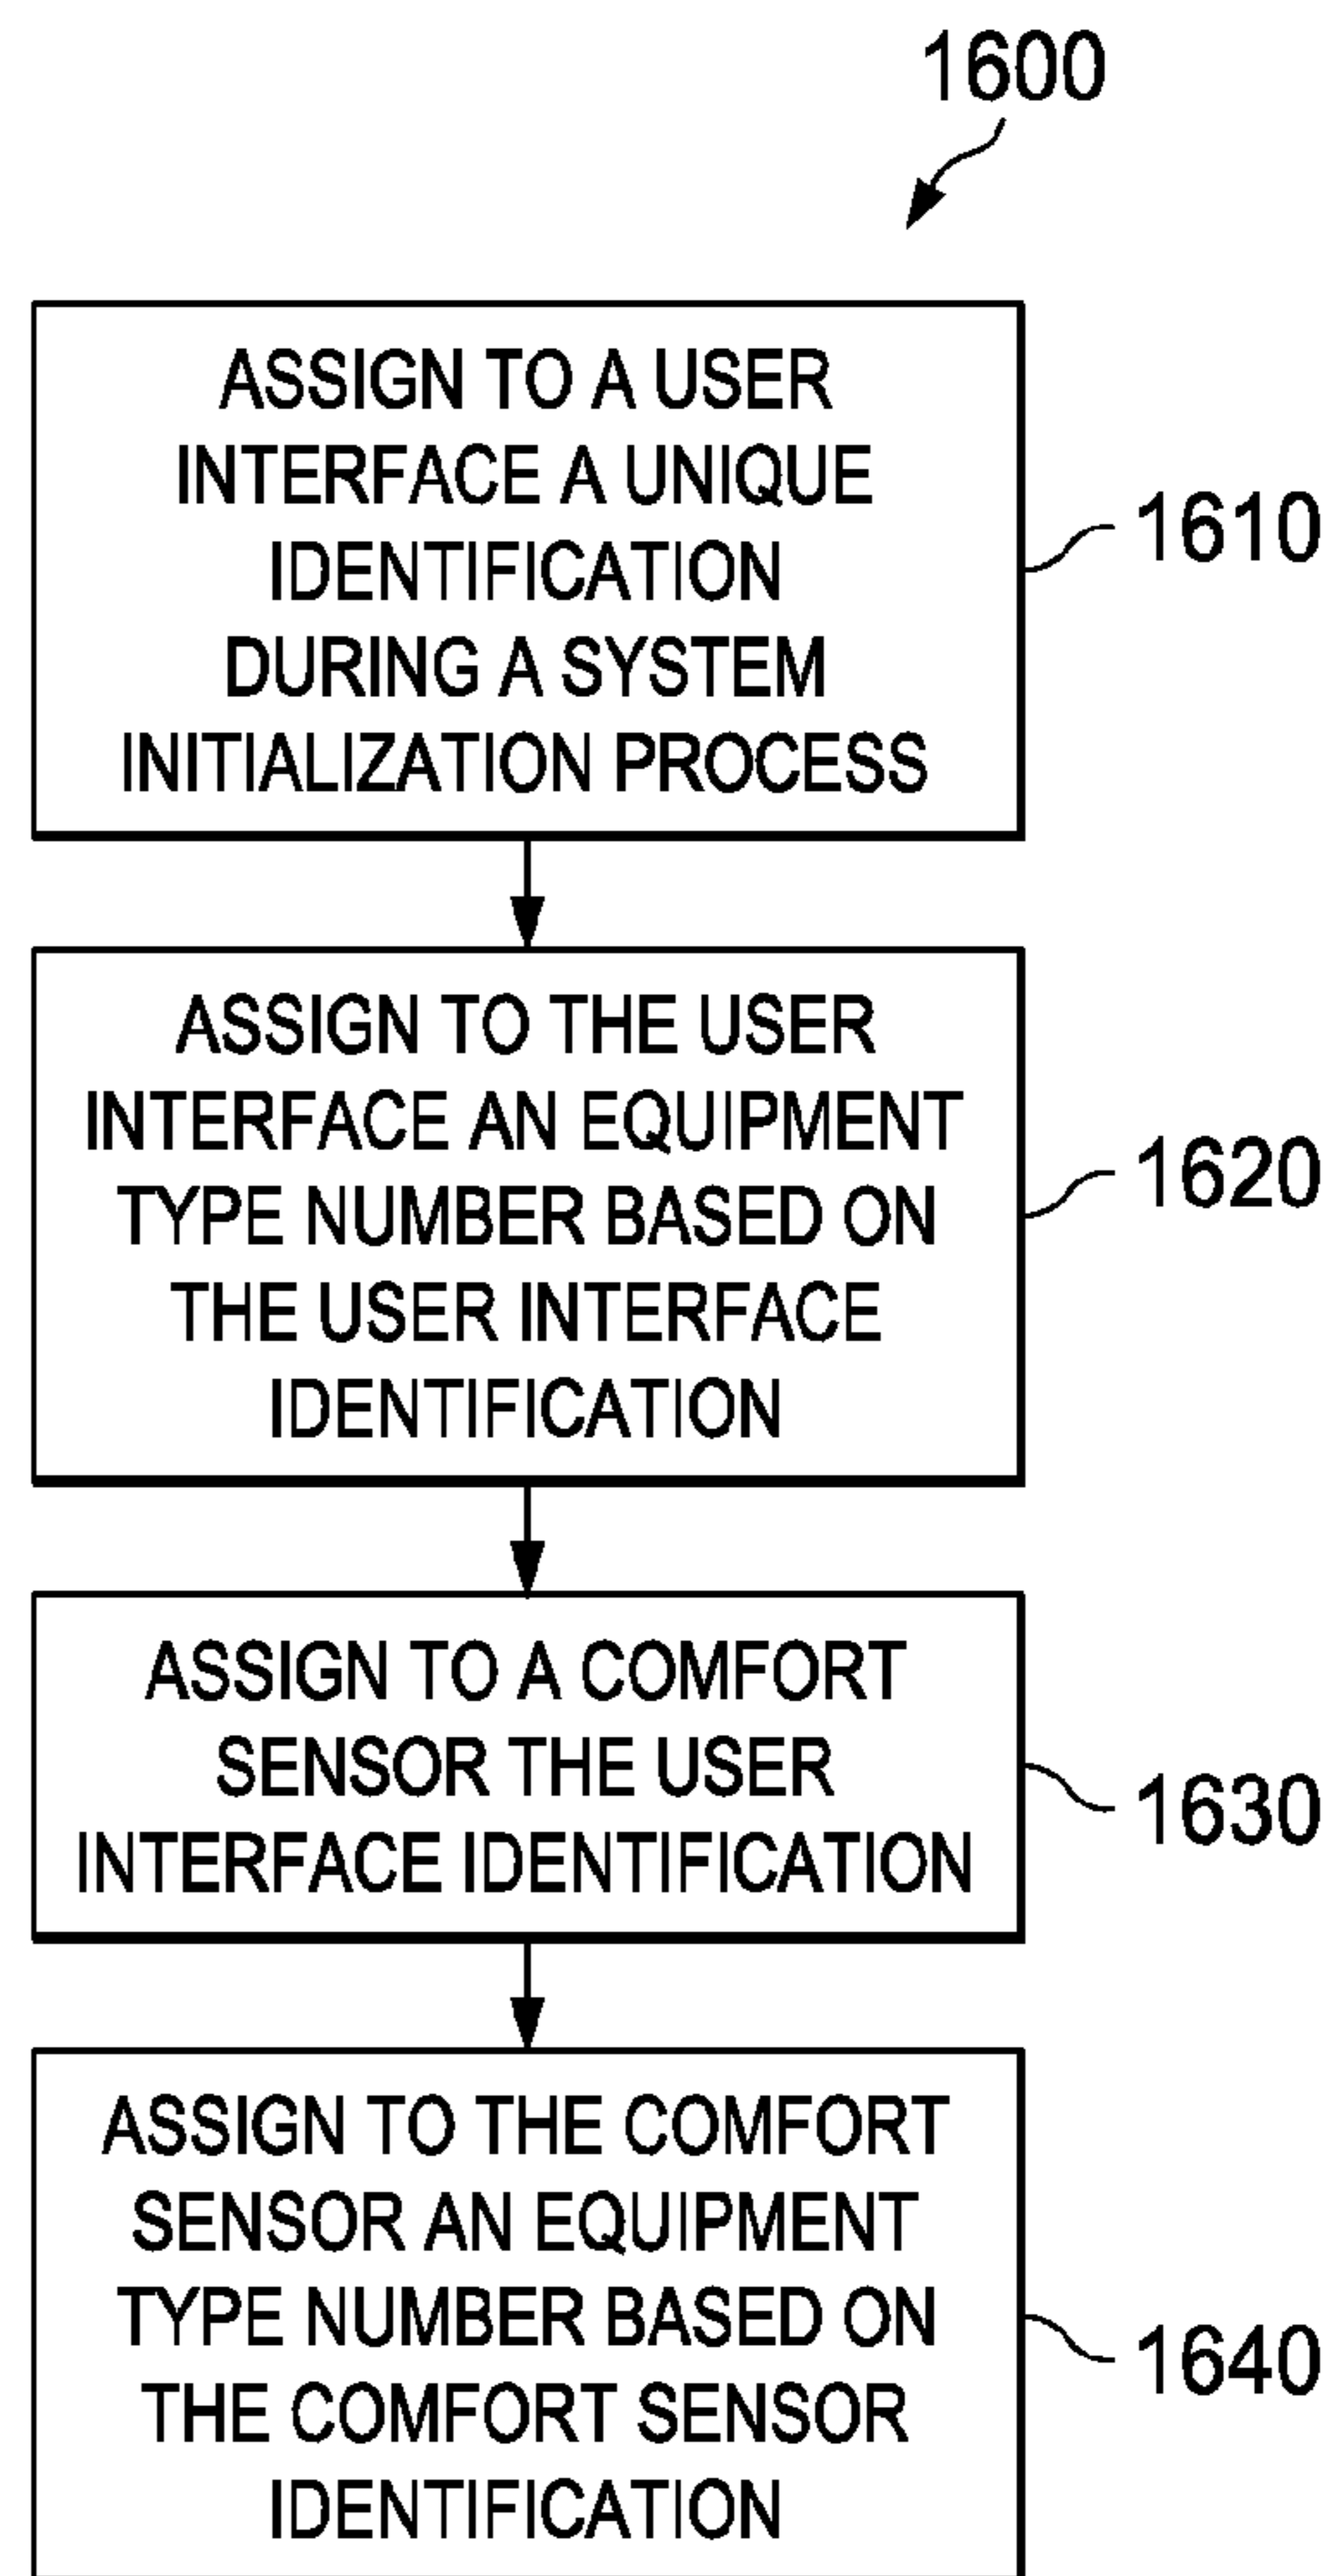 1600
ASSIGN TO A USER
INTERFACE A UNIQUE
IDENTIFICATION
DURING A SYSTEM
INITIALIZATION PROCESS
1610
ASSIGN TO THE USER
INTERFACE AN EQUIPMENT
TYPE NUMBER BASED ON
THE USER INTERFACE
IDENTIFICATION
1620
ASSIGN TO A COMFORT
SENSOR THE USER
INTERFACE IDENTIFICATION
1630
ASSIGN TO THE COMFORT
SENSOR AN EQUIPMENT
TYPE NUMBER BASED ON
THE COMFORT SENSOR
IDENTIFICATION
1640